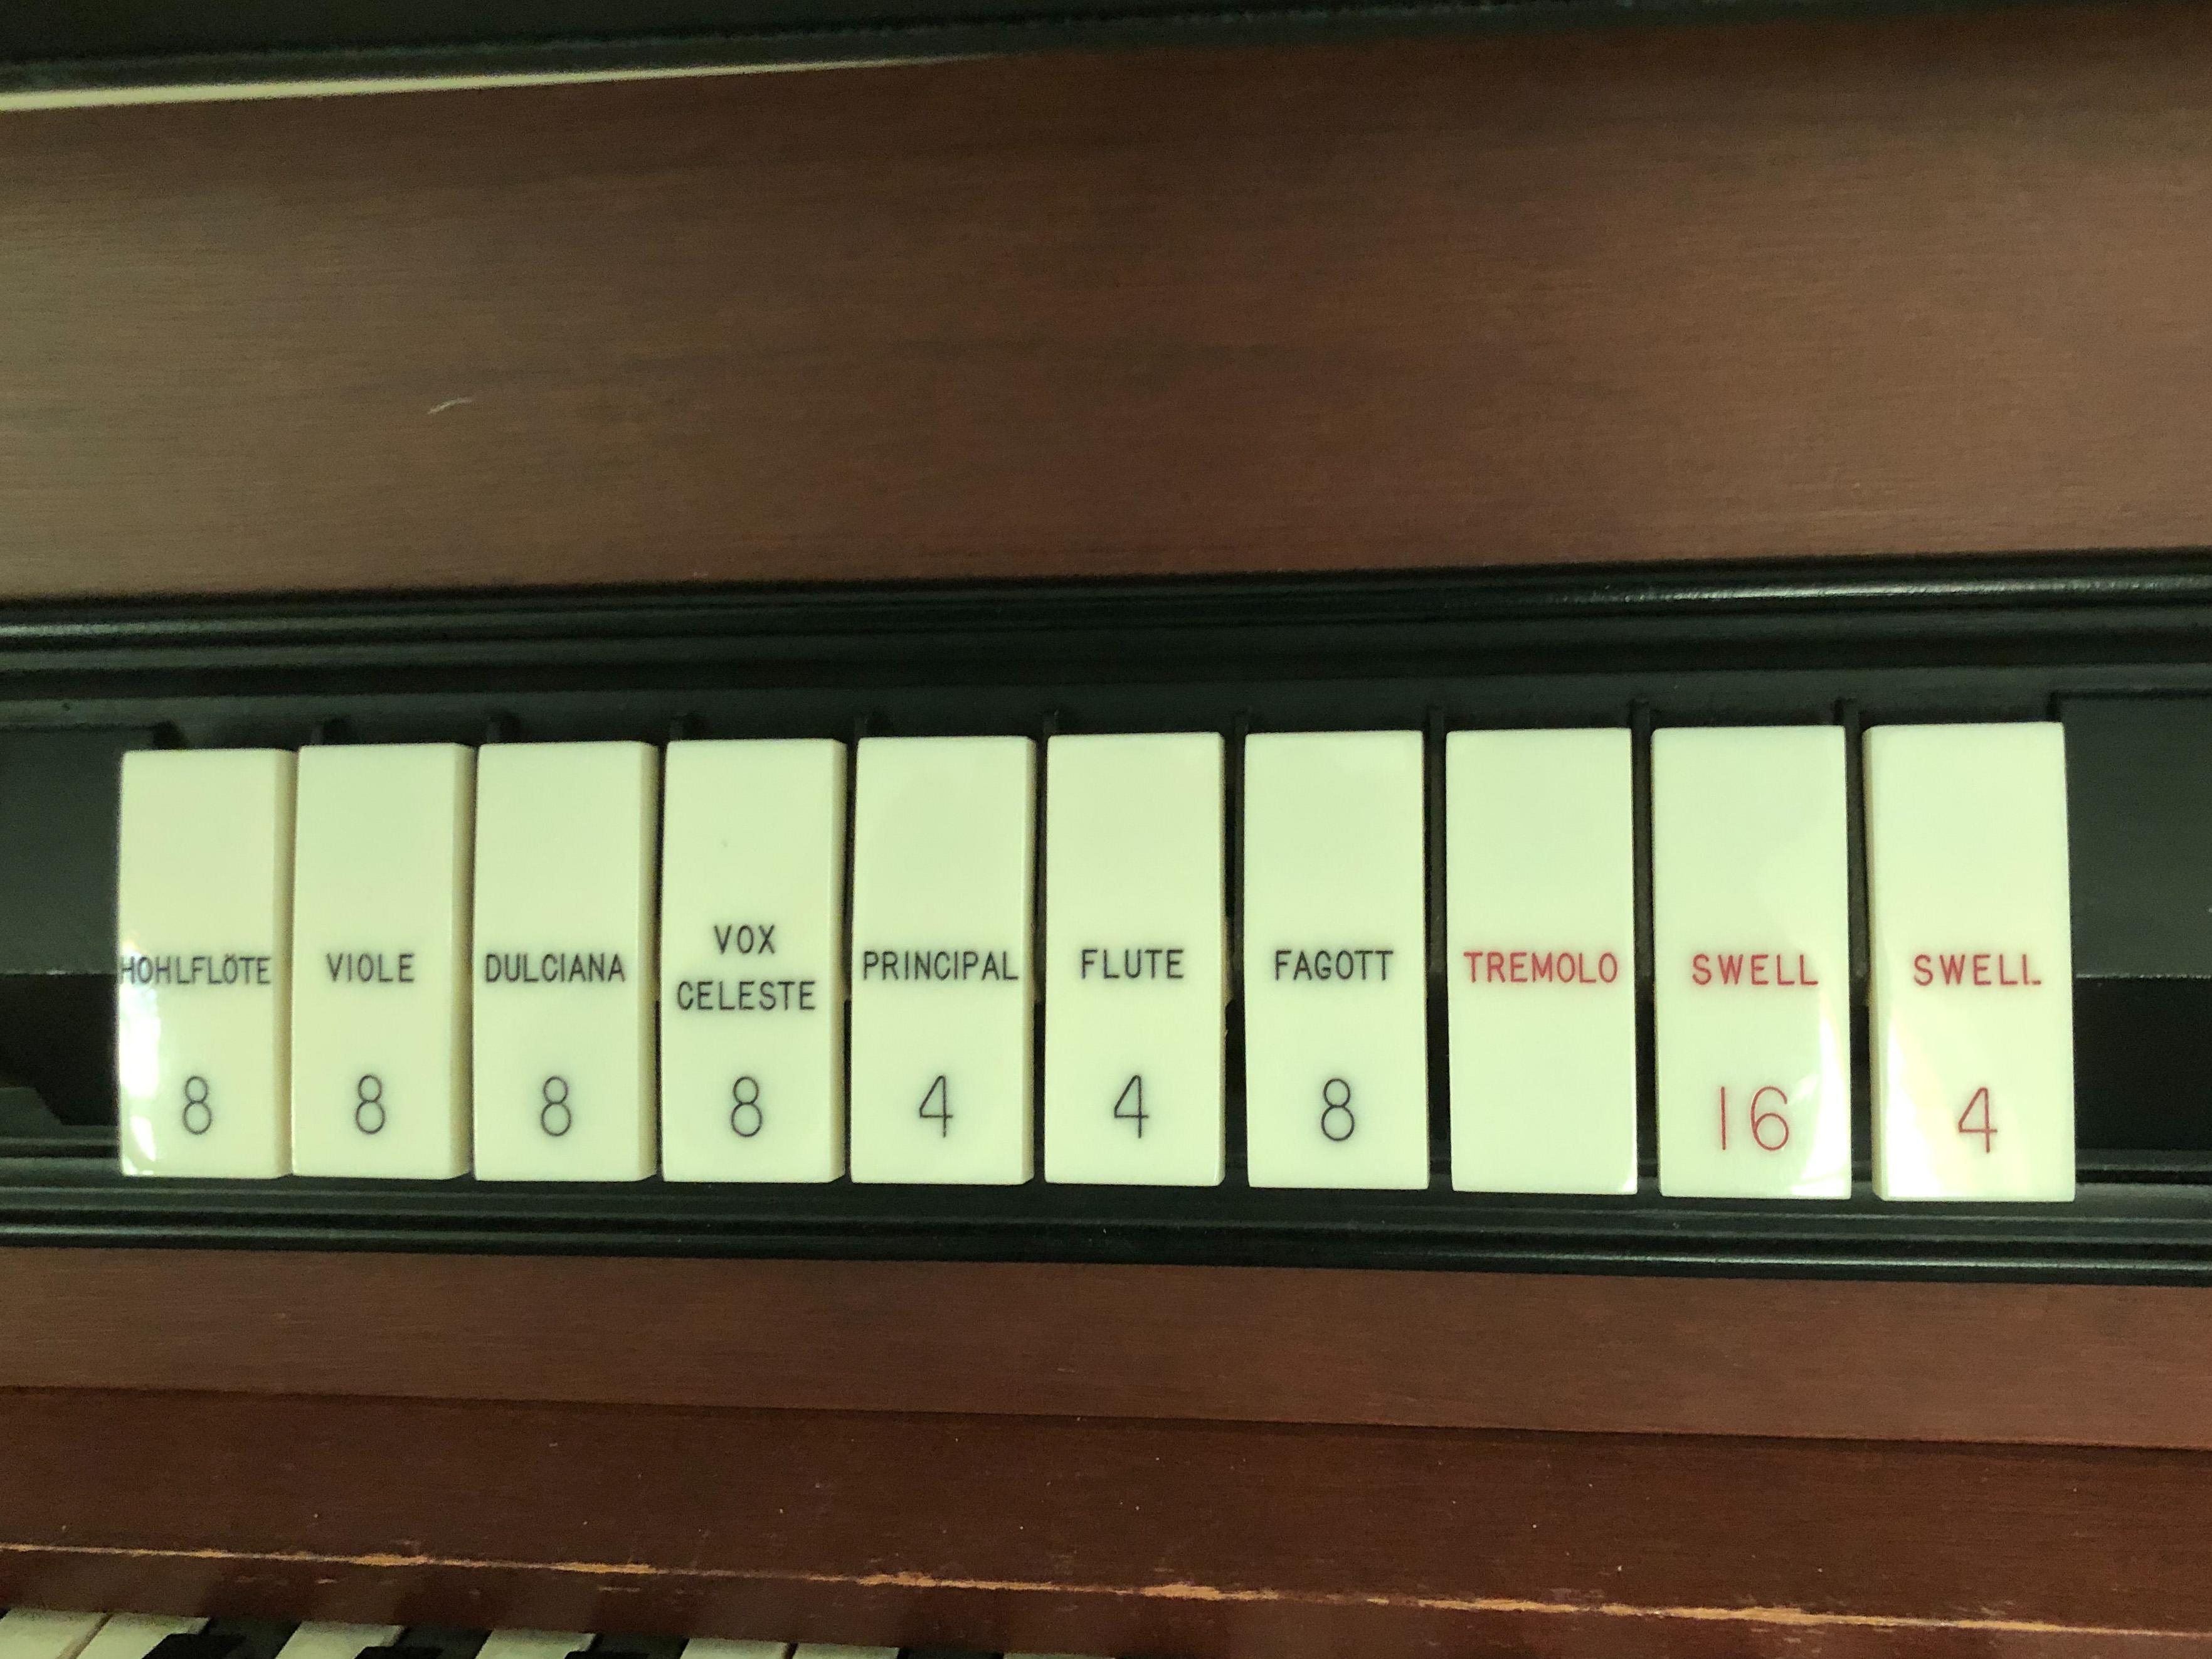 HOHLFLÖTE
8
VIOLE
8
DULCIANA
8
VOX
CELESTE
8
PRINCIPAL
4
FLUTE
4
FAGOTT
8
TREMOLO
SWELL
16
SWELL
4